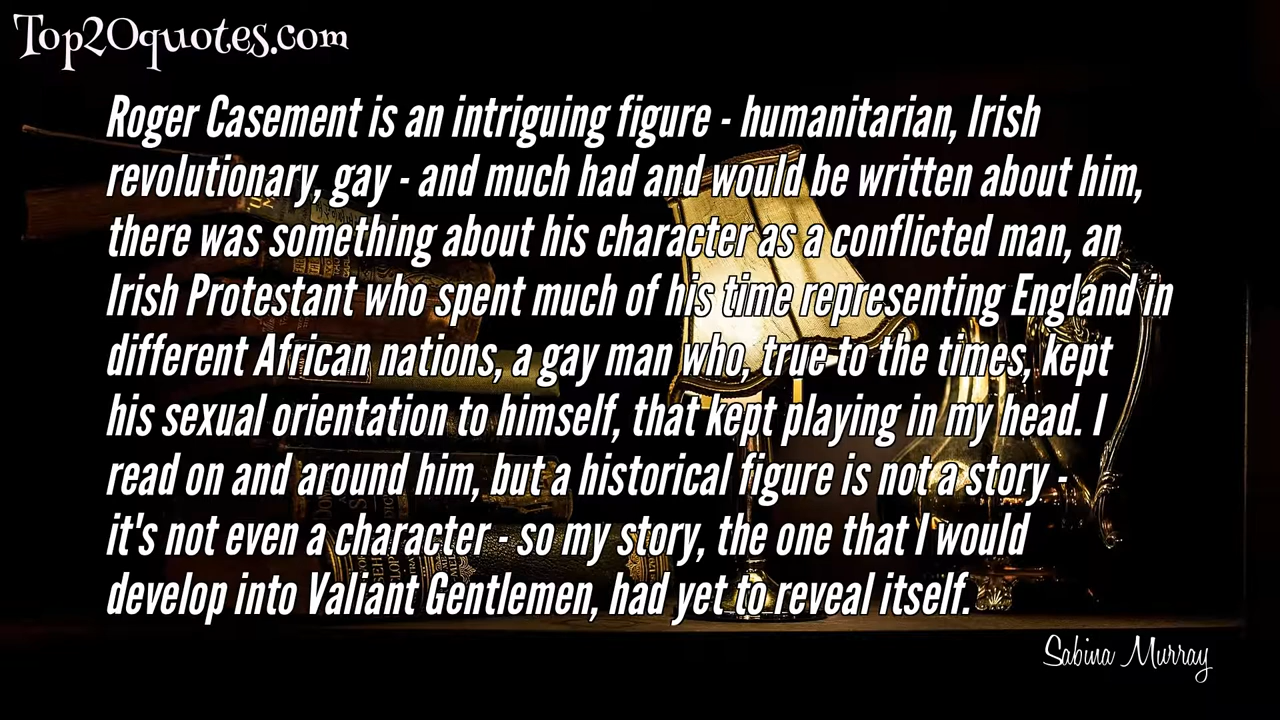 Top20quotes.com
Roger Casement is an intriguing figure - humanitarian, Irish
revolutionary, gay - and much had and would be written about him,
there was something about his character as a conflicted man, an
Irish Protestant who spent much of his time representing England in
different African nations, a gay man who, true to the times, kept
his sexual orientation to himself, that kept playing in my head. I
read on and around him, but a historical figure is not a story -
it's not even a character - so my story, the one that I would
develop into Valiant Gentlemen, had yet to reveal itself.
Sabina Murray